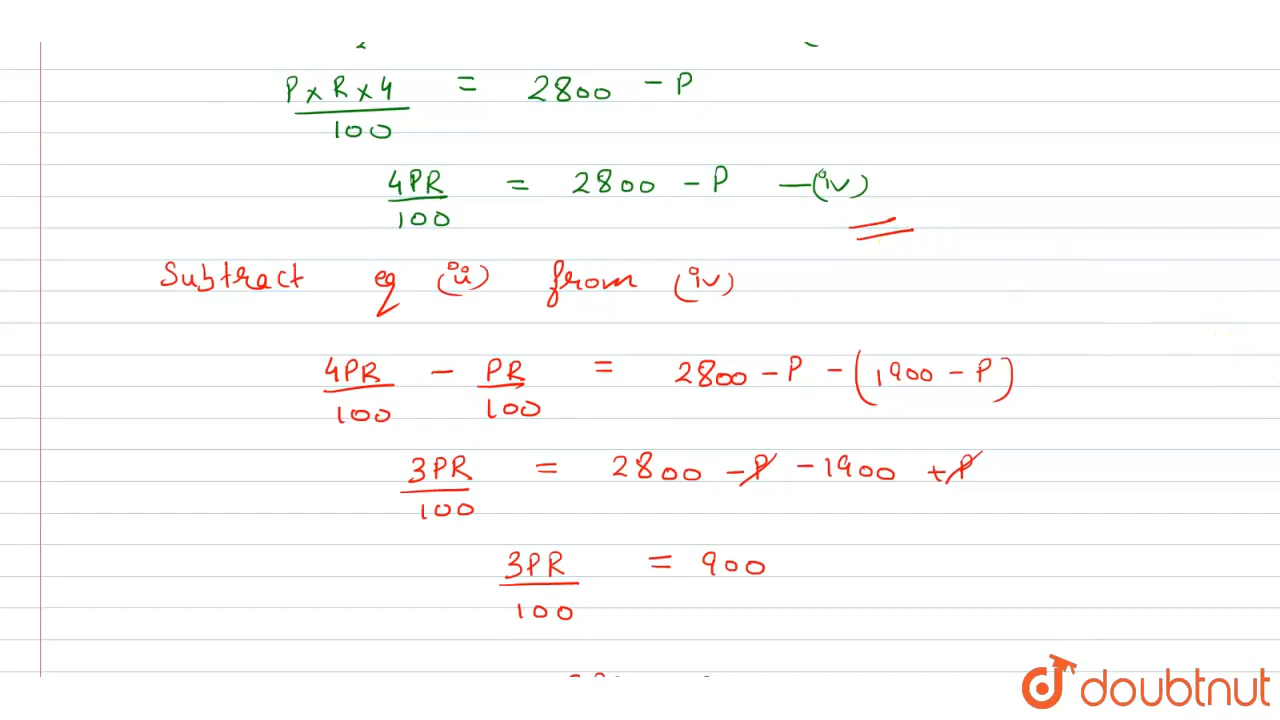 P x R x 4 = 2800 - P
100
4PR = 2800 - P —(iv)
100
Subtract eq (ii) from (iv)
4PR - PR = 2800 - P - (1900 - P)
100 100
3PR = 2800 - P - 1900 + P
100
3PR = 900
100
doubtnut